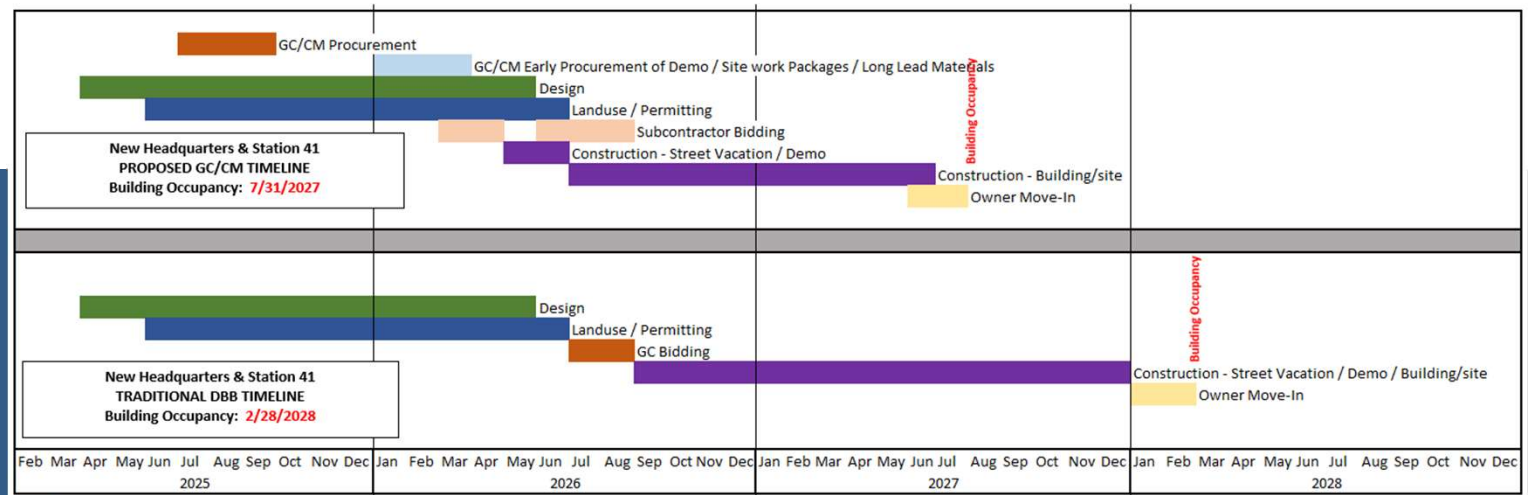 GC/CM Procurement
GC/CM Early Procurement of Demo / Site work Packages / Long Lead Materials
Design
Landuse / Permitting
Subcontractor Bidding
Construction - Street Vacation / Demo
Construction - Building/site
Owner Move-In
Building Occupancy
New Headquarters & Station 41
PROPOSED GC/CM TIMELINE
Building Occupancy: 7/31/2027
Design
Landuse / Permitting
GC Bidding
Construction - Street Vacation / Demo / Building/site
Owner Move-In
Building Occupancy
New Headquarters & Station 41
TRADITIONAL DBB TIMELINE
Building Occupancy: 2/28/2028
Feb Mar Apr May Jun Jul Aug Sep Oct Nov Dec Jan Feb Mar Apr May Jun Jul Aug Sep Oct Nov Dec Jan Feb Mar Apr May Jun Jul Aug Sep Oct Nov Dec Jan Feb Mar Apr May Jun Jul Aug Sep Oct Nov Dec
2025 2026 2027 2028